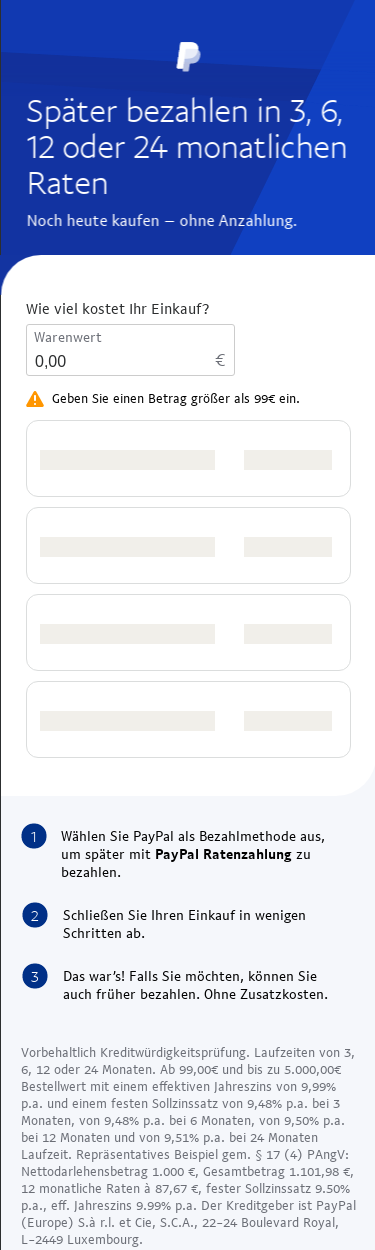 Später bezahlen in 3, 6,
12 oder 24 monatlichen
Raten
Noch heute kaufen – ohne Anzahlung.
Wie viel kostet Ihr Einkauf?
Warenwert
0,00 €
Geben Sie einen Betrag größer als 99€ ein.
1 Wählen Sie PayPal als Bezahlmethode aus,
um später mit PayPal Ratenzahlung zu
bezahlen.
2 Schließen Sie Ihren Einkauf in wenigen
Schritten ab.
3 Das war's! Falls Sie möchten, können Sie
auch früher bezahlen. Ohne Zusatzkosten.
Vorbehaltlich Kreditwürdigkeitsprüfung. Laufzeiten von 3,
6, 12 oder 24 Monaten. Ab 99,00€ und bis zu 5.000,00€
Bestellwert mit einem effektiven Jahreszins von 9,99%
p.a. und einem festen Sollzinssatz von 9,48% p.a. bei 3
Monaten, von 9,48% p.a. bei 6 Monaten, von 9,50% p.a.
bei 12 Monaten und von 9,51% p.a. bei 24 Monaten
Laufzeit. Repräsentatives Beispiel gem. § 17 (4) PAngV:
Nettodarlehensbetrag 1.000 €, Gesamtbetrag 1.101,98 €,
12 monatliche Raten à 87,67 €, fester Sollzinssatz 9.50%
p.a., eff. Jahreszins 9.99% p.a. Der Kreditgeber ist PayPal
(Europe) S.à r.l. et Cie, S.C.A., 22-24 Boulevard Royal,
L-2449 Luxembourg.